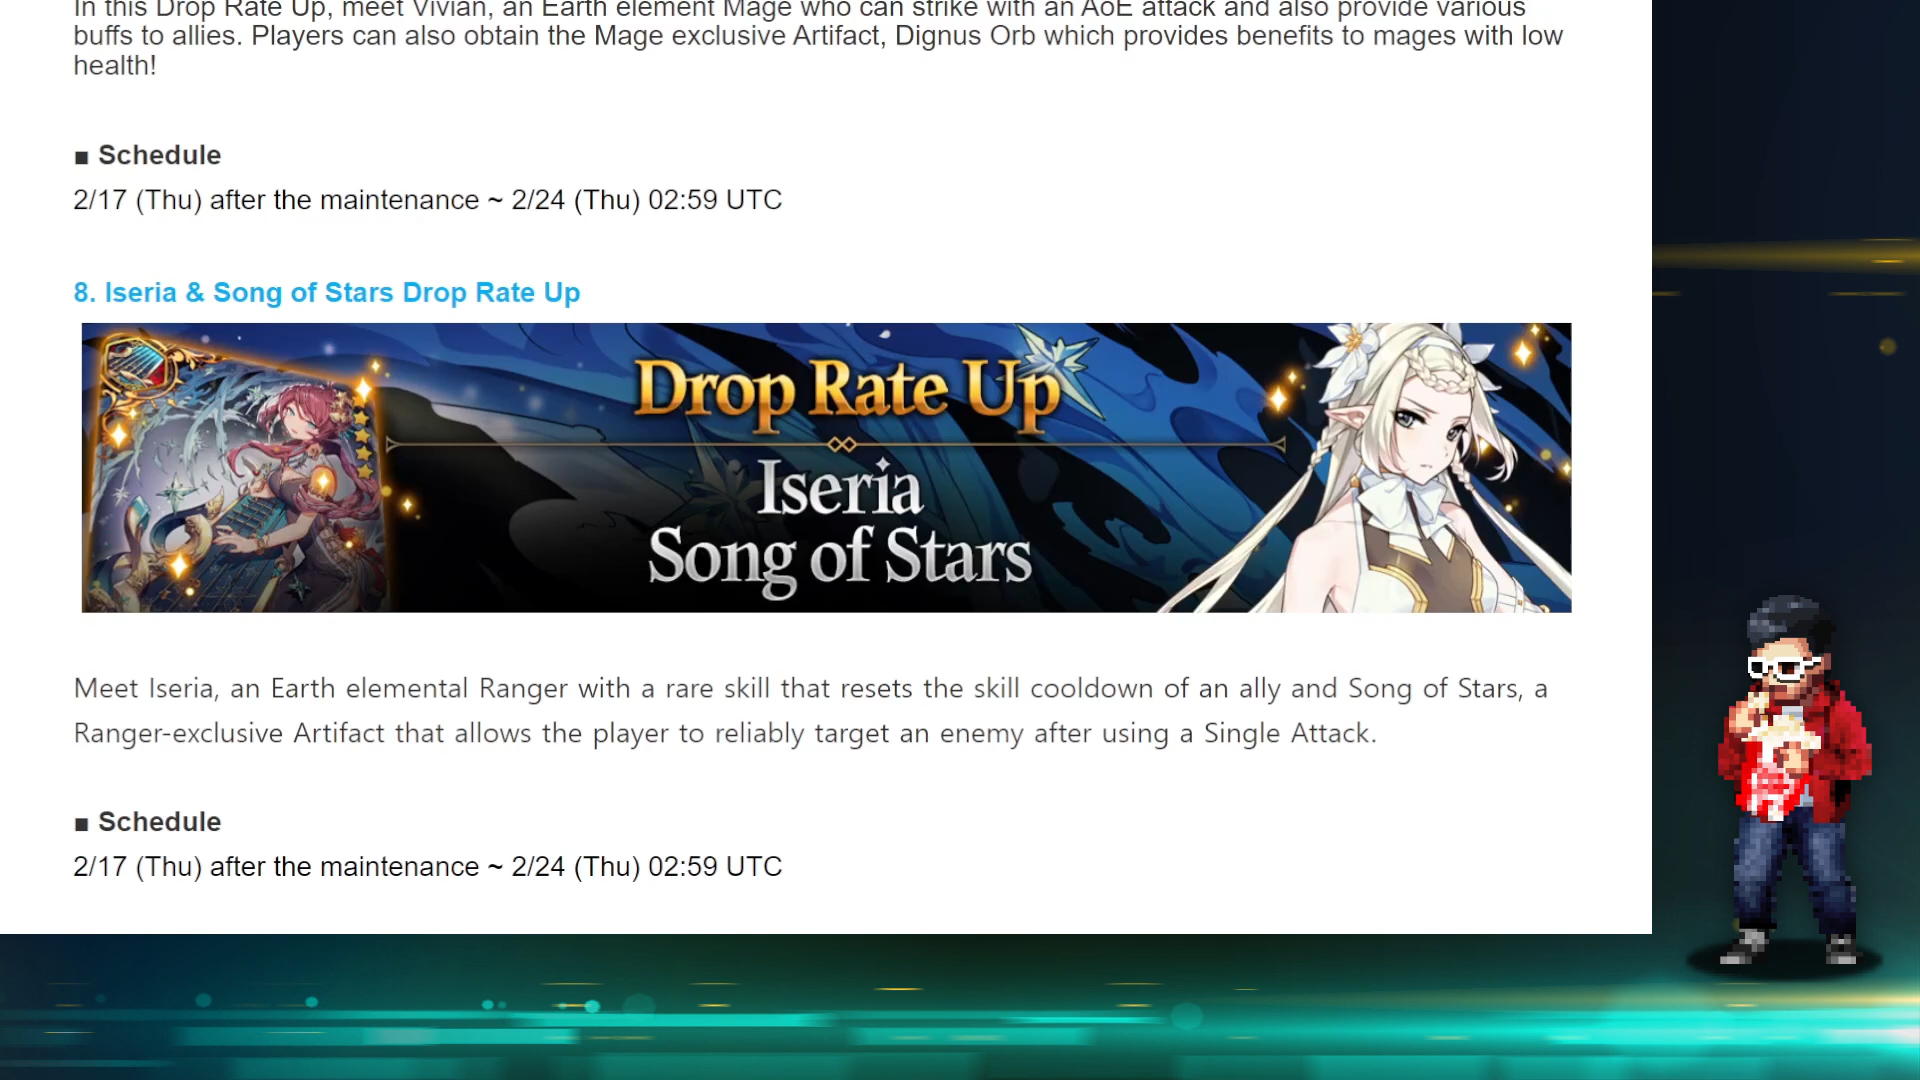 In this Drop Rate Up, meet Vivian, an Earth element Mage who can strike with an AoE attack and also provide various
buffs to allies. Players can also obtain the Mage exclusive Artifact, Dignus Orb which provides benefits to mages with low
health!
■ Schedule
2/17 (Thu) after the maintenance ~ 2/24 (Thu) 02:59 UTC
8. Iseria & Song of Stars Drop Rate Up
Drop Rate Up
Iseria
Song of Stars
Meet Iseria, an Earth elemental Ranger with a rare skill that resets the skill cooldown of an ally and Song of Stars, a
Ranger-exclusive Artifact that allows the player to reliably target an enemy after using a Single Attack.
■ Schedule
2/17 (Thu) after the maintenance ~ 2/24 (Thu) 02:59 UTC